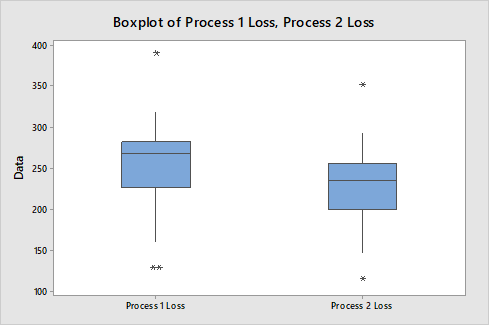 Boxplot of Process 1 Loss, Process 2 Loss
400
350
300
250
200
150
100
Data
Process 1 Loss
Process 2 Loss